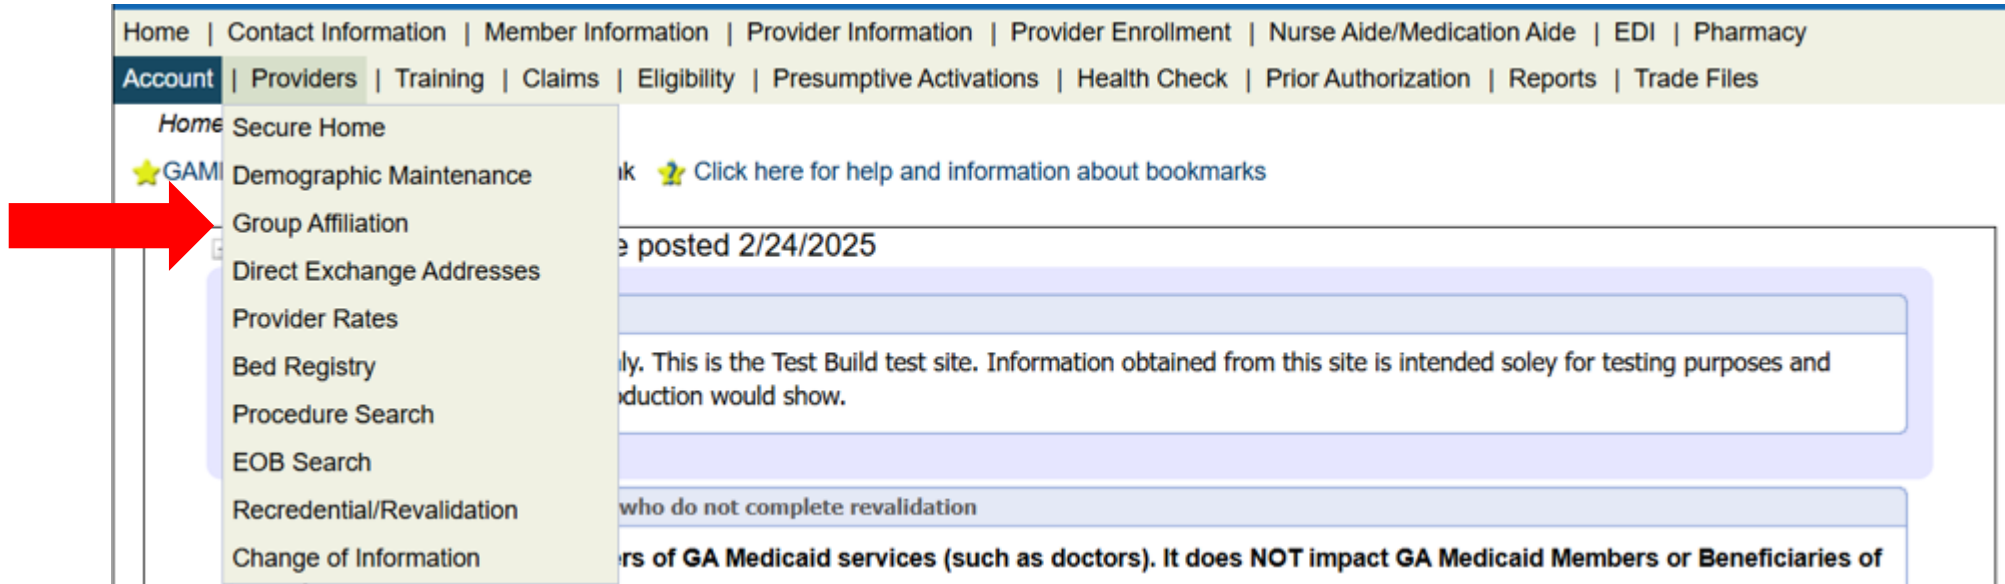 Home | Contact Information | Member Information | Provider Information | Provider Enrollment | Nurse Aide/Medication Aide | EDI | Pharmacy
Account | Providers | Training | Claims | Eligibility | Presumptive Activations | Health Check | Prior Authorization | Reports | Trade Files
Home
Secure Home
GAM
Demographic Maintenance
Click here for help and information about bookmarks
Group Affiliation
posted 2/24/2025
Direct Exchange Addresses
Provider Rates
Bed Registry
ly. This is the Test Build test site. Information obtained from this site is intended soley for testing purposes and
duction would show.
Procedure Search
EOB Search
Recredential/Revalidation
who do not complete revalidation
Change of Information
rs of GA Medicaid services (such as doctors). It does NOT impact GA Medicaid Members or Beneficiaries of